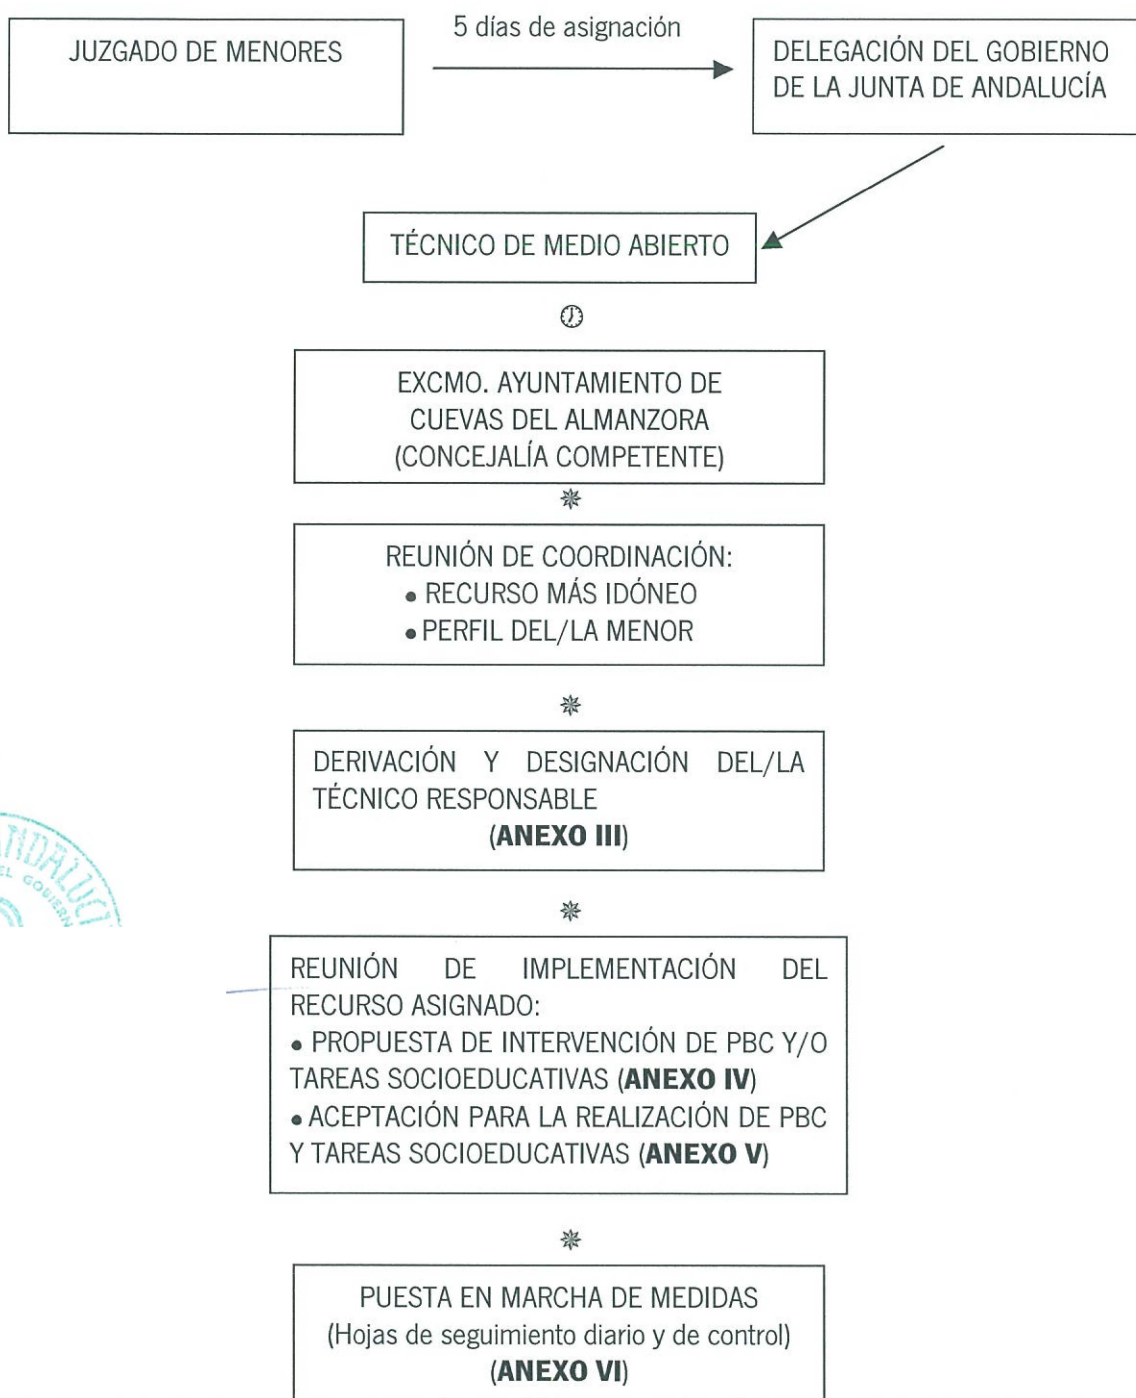 5 días de asignación
JUZGADO DE MENORES
DELEGACIÓN DEL GOBIERNO
DE LA JUNTA DE ANDALUCÍA
TÉCNICO DE MEDIO ABIERTO
EXCMO. AYUNTAMIENTO DE
CUEVAS DEL ALMANZORA
(CONCEJALÍA COMPETENTE)
REUNIÓN DE COORDINACIÓN:
• RECURSO MÁS IDÓNEO
• PERFIL DEL/LA MENOR
DERIVACIÓN Y DESIGNACIÓN DEL/LA
TÉCNICO RESPONSABLE
(ANEXO III)
REUNIÓN DE IMPLEMENTACIÓN DEL
RECURSO ASIGNADO:
• PROPUESTA DE INTERVENCIÓN DE PBC Y/O
TAREAS SOCIOEDUCATIVAS (ANEXO IV)
• ACEPTACIÓN PARA LA REALIZACIÓN DE PBC
Y TAREAS SOCIOEDUCATIVAS (ANEXO V)
PUESTA EN MARCHA DE MEDIDAS
(Hojas de seguimiento diario y de control)
(ANEXO VI)